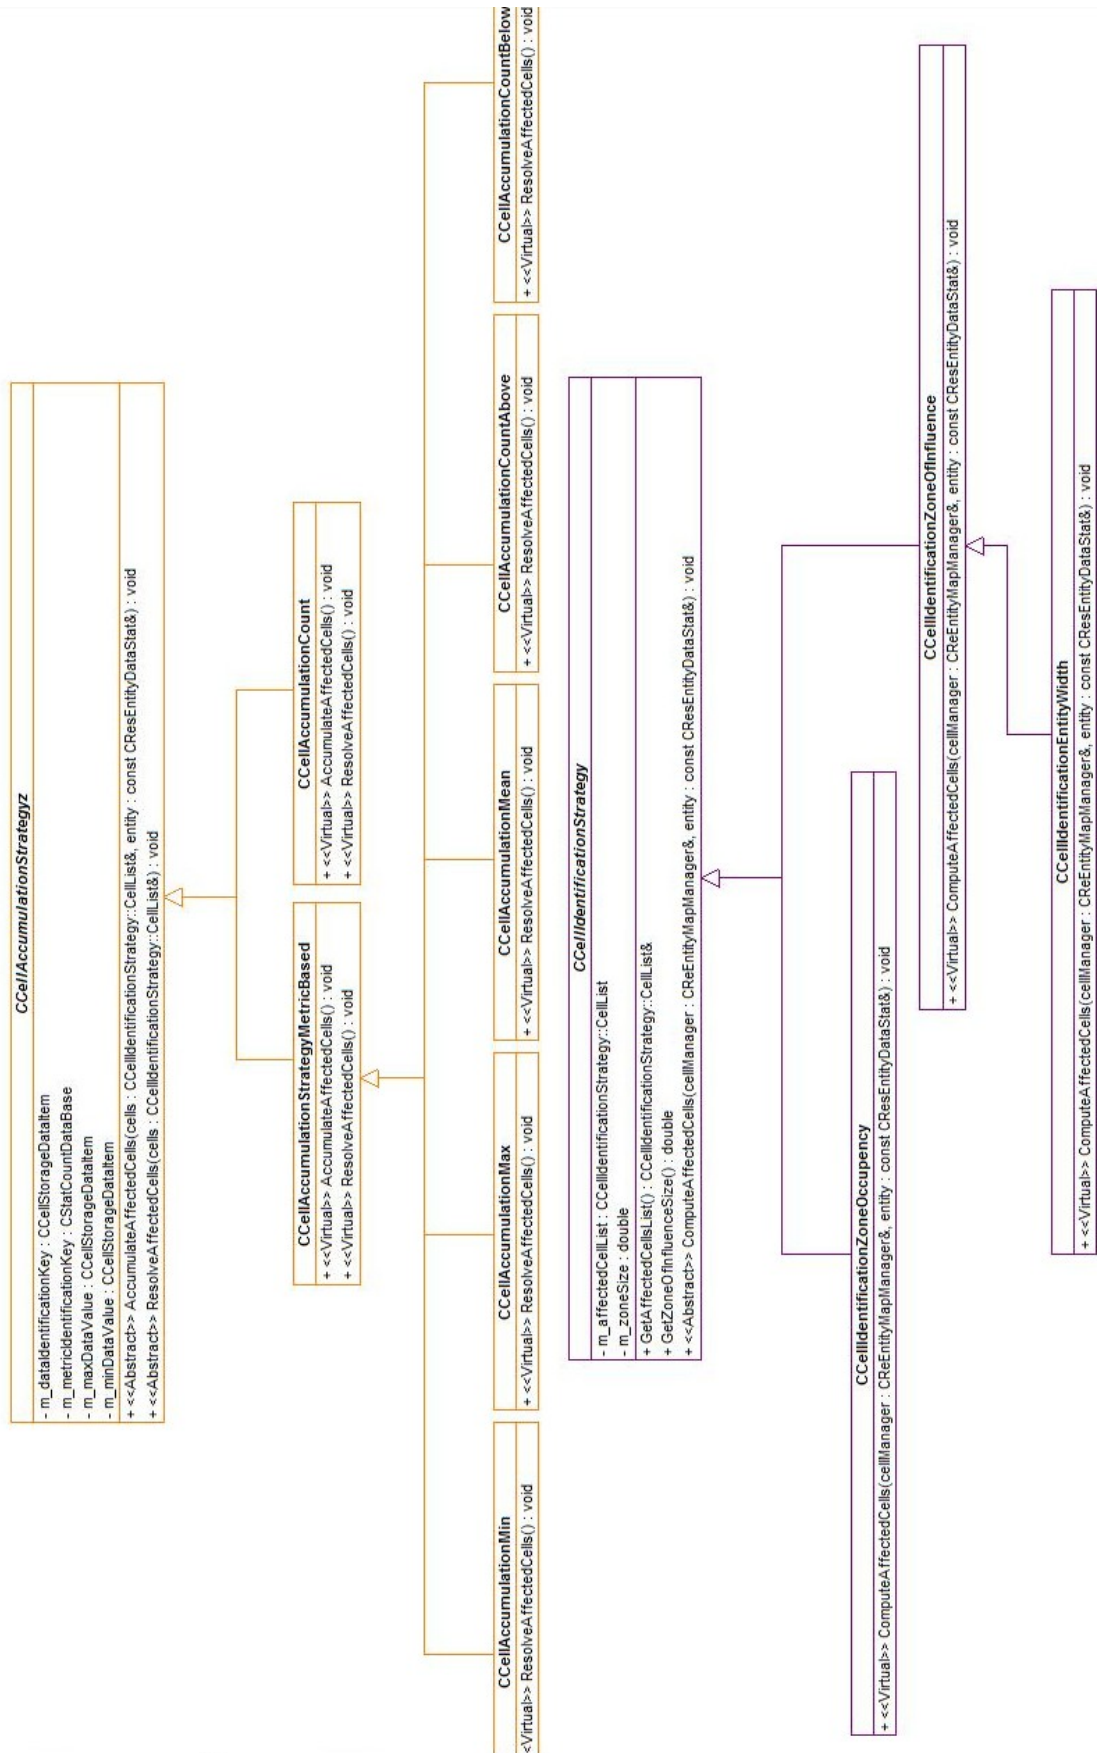 CCellAccumulationStrategyz
- m_dataIdentificationKey : CCellStorageDataItem
- m_metricIdentificationKey : CStatCountDataBase
- m_maxDataValue : CCellStorageDataItem
- m_minDataValue : CCellStorageDataItem
+ <<Abstract>> AccumulateAffectedCells(cells : CCellIdentificationStrategy::CellList&, entity : const CResEntityDataStat&) : void
+ <<Abstract>> ResolveAffectedCells(cells : CCellIdentificationStrategy::CellList&) : void
CCellAccumulationStrategyMetricBased
+ <<Virtual>> AccumulateAffectedCells() : void
+ <<Virtual>> ResolveAffectedCells() : void
CCellAccumulationCount
+ <<Virtual>> AccumulateAffectedCells() : void
+ <<Virtual>> ResolveAffectedCells() : void
CCellAccumulationMin
<Virtual>> ResolveAffectedCells() : void
CCellAccumulationMax
+ <<Virtual>> ResolveAffectedCells() : void
CCellAccumulationMean
+ <<Virtual>> ResolveAffectedCells() : void
CCellAccumulationCountAbove
+ <<Virtual>> ResolveAffectedCells() : void
CCellAccumulationCountBelow
+ <<Virtual>> ResolveAffectedCells() : void
CCellIdentificationStrategy
- m_affectedCellList : CCellIdentificationStrategy::CellList
- m_zoneSize : double
+ GetAffectedCellsList() : CCellIdentificationStrategy::CellList&
+ GetZoneOfInfluenceSize() : double
+ <<Abstract>> ComputeAffectedCells(cellManager : CReEntityMapManager&, entity : const CResEntityDataStat&) : void
CCellIdentificationZoneOccupency
+ <<Virtual>> ComputeAffectedCells(cellManager : CReEntityMapManager&, entity : const CResEntityDataStat&) : void
CCellIdentificationZoneOfInfluence
+ <<Virtual>> ComputeAffectedCells(cellManager : CReEntityMapManager&, entity : const CResEntityDataStat&) : void
CCellIdentificationEntityWidth
+ <<Virtual>> ComputeAffectedCells(cellManager : CReEntityMapManager&, entity : const CResEntityDataStat&) : void